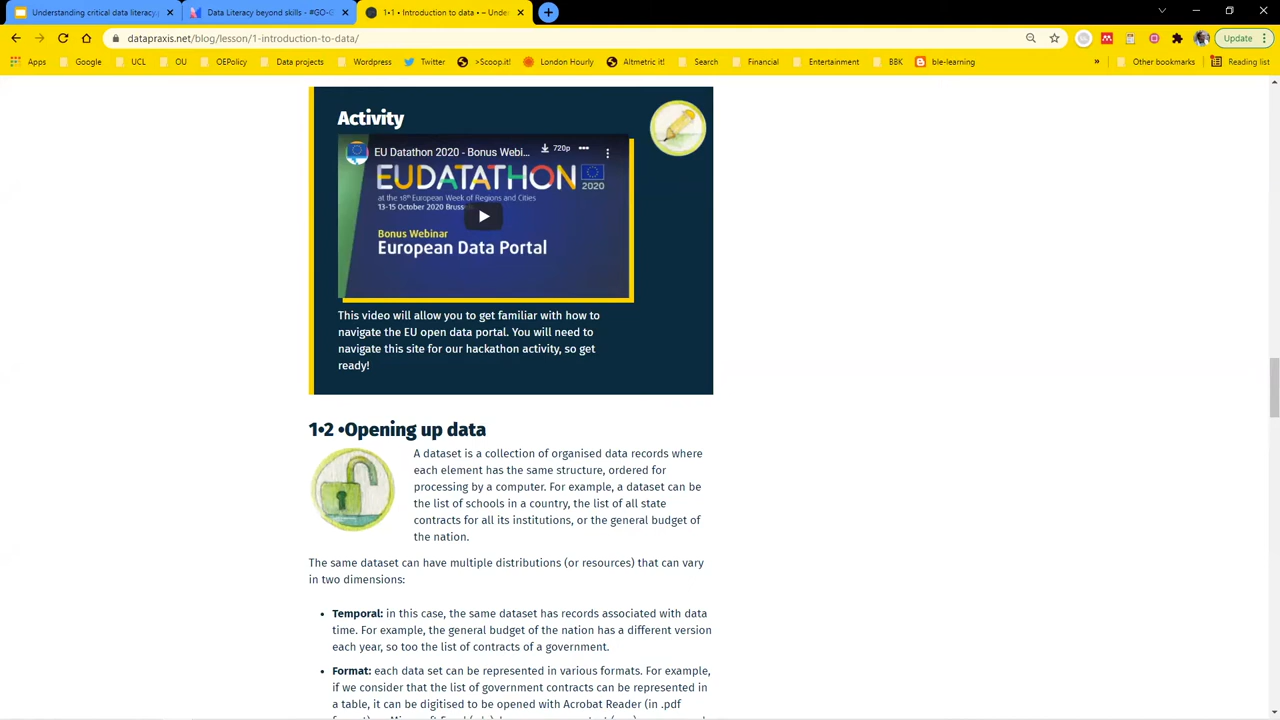 Understanding critical data literacy
Data Literacy beyond skills - #GO-G
1•1 • Introduction to data • – Unde
datapraxis.net/blog/lesson/1-introduction-to-data/
Update
Apps
Google
UCL
OU
OEPolicy
Data projects
Wordpress
Twitter
>Scoop.it!
London Hourly
Altmetric it!
Search
Financial
Entertainment
BBK
ble-learning
»
Other bookmarks
Reading list
Activity
EU Datathon 2020 - Bonus Webi...
720p
EUDATATHON
2020
at the 18th European Week of Regions and Cities
13-15 October 2020 Brusse
Bonus Webinar
European Data Portal
This video will allow you to get familiar with how to
navigate the EU open data portal. You will need to
navigate this site for our hackathon activity, so get
ready!
1•2 •Opening up data
A dataset is a collection of organised data records where
each element has the same structure, ordered for
processing by a computer. For example, a dataset can be
the list of schools in a country, the list of all state
contracts for all its institutions, or the general budget of
the nation.
The same dataset can have multiple distributions (or resources) that can vary
in two dimensions:
• Temporal: in this case, the same dataset has records associated with data
time. For example, the general budget of the nation has a different version
each year, so too the list of contracts of a government.
• Format: each data set can be represented in various formats. For example,
if we consider that the list of government contracts can be represented in
a table, it can be digitised to be opened with Acrobat Reader (in .pdf